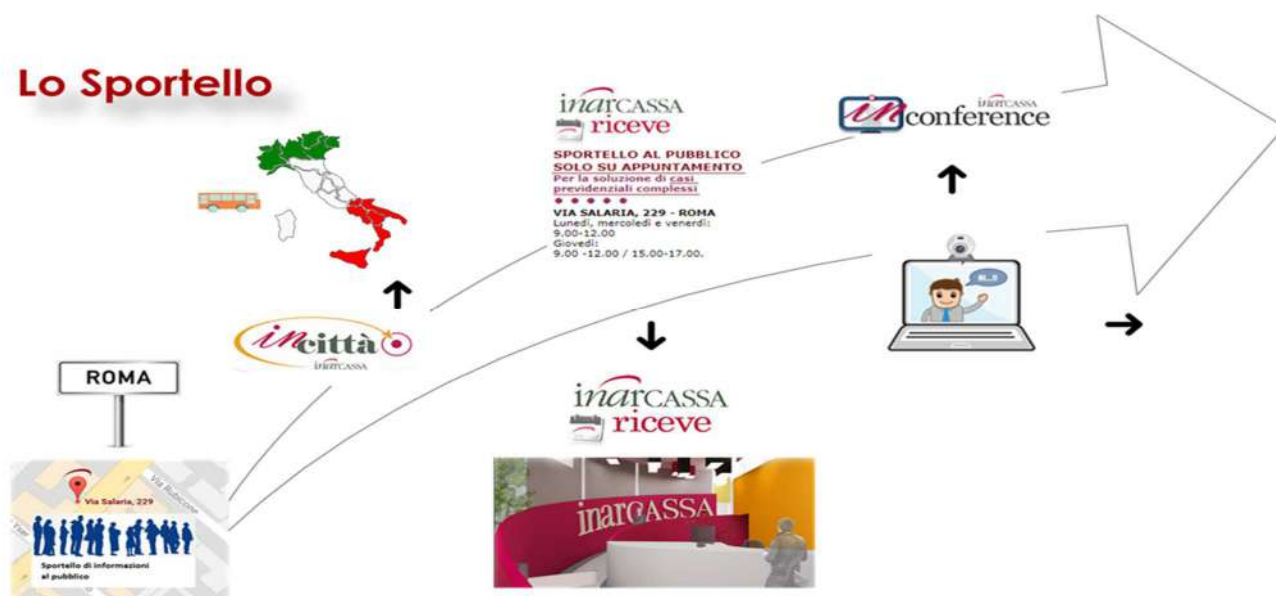 Lo Sportello
inarCASSA
riceve
SPORTELLO AL PUBBLICO
SOLO SU APPUNTAMENTO
Per la soluzione di casi
previdenziali complessi
VIA SALARIA, 229 - ROMA
Lunedì, mercoledì e venerdì:
9.00-12.00
Giovedì:
9.00 -12.00 / 15.00-17.00.
inarCASSA
inconference
incittà
inarCASSA
ROMA
Via Salaria, 229
Via Rubicone
Sportello di informazioni
al pubblico
inarCASSA
riceve
inarCASSA